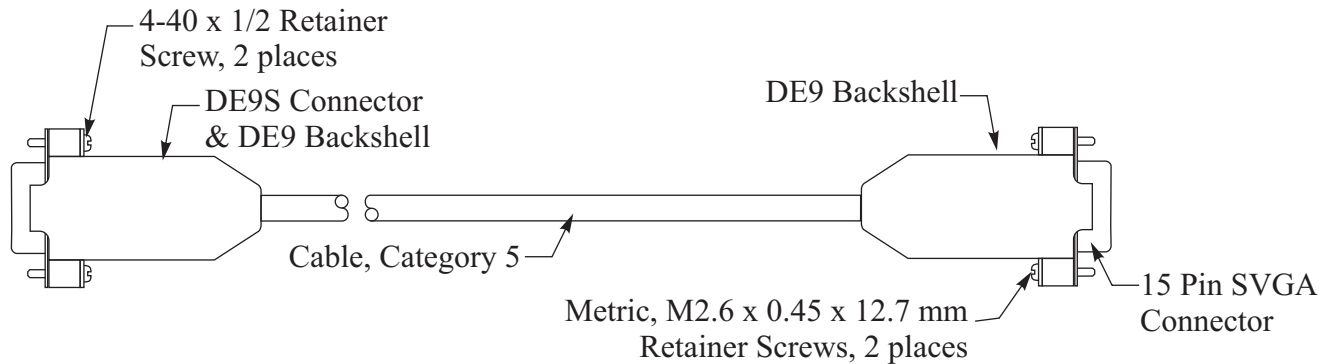 4-40 x 1/2 Retainer
Screw, 2 places
DE9S Connector
& DE9 Backshell
DE9 Backshell
Cable, Category 5
Metric, M2.6 x 0.45 x 12.7 mm
Retainer Screws, 2 places
15 Pin SVGA
Connector